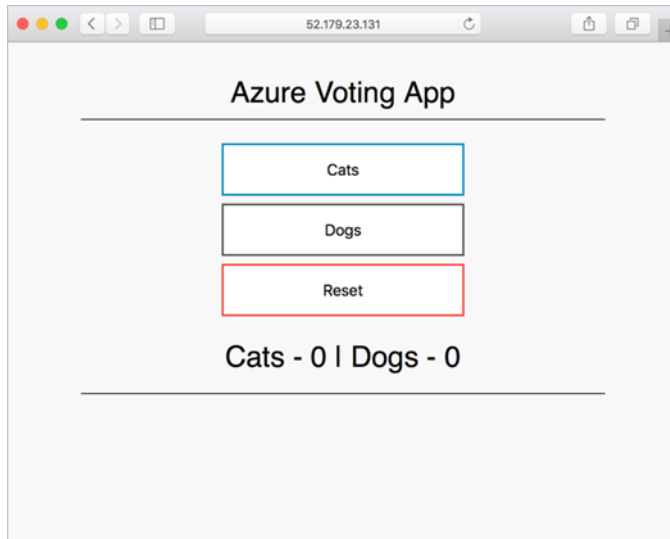 52.179.23.131
Azure Voting App
Cats
Dogs
Reset
Cats - 0 | Dogs - 0